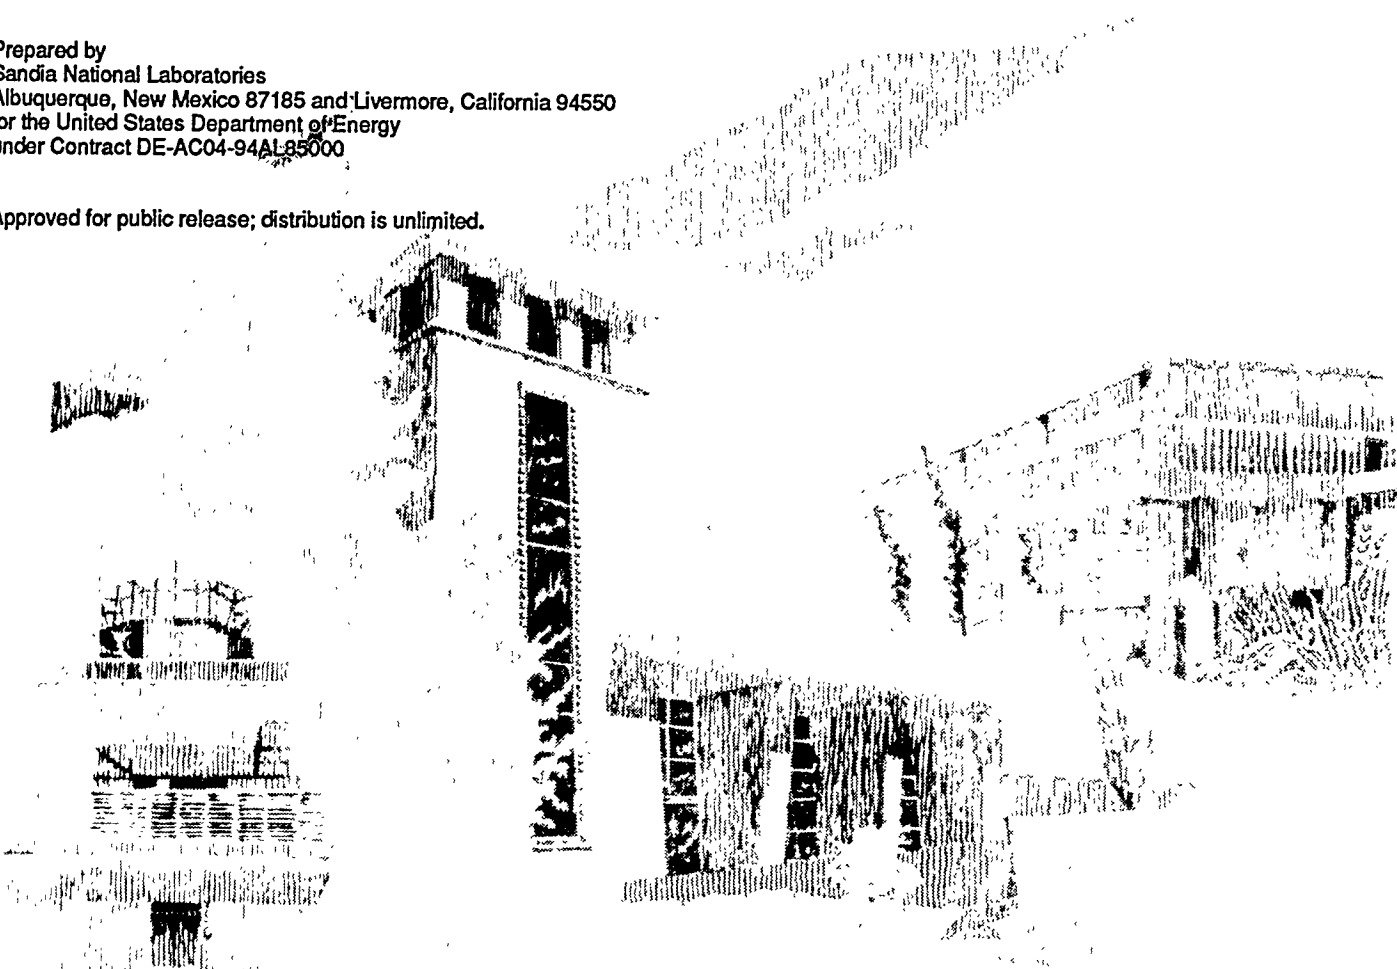 Prepared by
Sandia National Laboratories
Albuquerque, New Mexico 87185 and Livermore, California 94550
for the United States Department of Energy
under Contract DE-AC04-94AL85000
Approved for public release; distribution is unlimited.